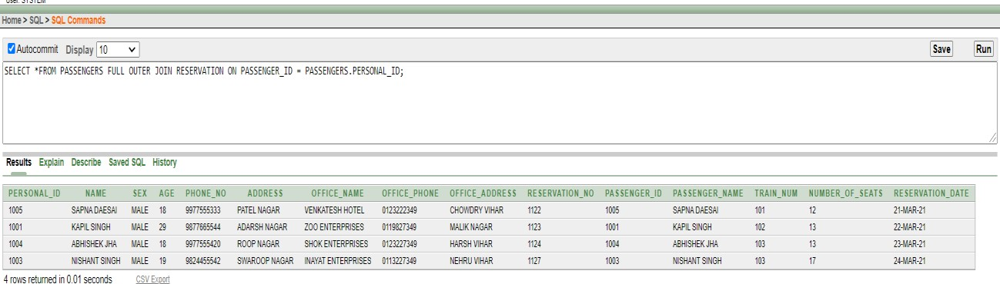 User: SYSTEM
Home > SQL > SQL Commands
Autocommit Display 10 Save Run
SELECT *FROM PASSENGERS FULL OUTER JOIN RESERVATION ON PASSENGER_ID = PASSENGERS.PERSONAL_ID;
Results Explain Describe Saved SQL History
PERSONAL_ID NAME SEX AGE PHONE_NO ADDRESS OFFICE_NAME OFFICE_PHONE OFFICE_ADDRESS RESERVATION_NO PASSENGER_ID PASSENGER_NAME TRAIN_NUM NUMBER_OF_SEATS RESERVATION_DATE
1005 SAPNA DAESAI MALE 18 9977555333 PATEL NAGAR VENKATESH HOTEL 0123222349 CHOWDRY VIHAR 1122 1005 SAPNA DAESAI 101 12 21-MAR-21
1001 KAPIL SINGH MALE 29 9877665544 ADARSH NAGAR ZOO ENTERPRISES 0119827349 MALIK NAGAR 1123 1001 KAPIL SINGH 102 13 22-MAR-21
1004 ABHISHEK JHA MALE 18 9977555420 ROOP NAGAR SHOK ENTERPRISES 0123227349 HARSH VIHAR 1124 1004 ABHISHEK JHA 103 13 23-MAR-21
1003 NISHANT SINGH MALE 19 9824455542 SWAROOP NAGAR INAYAT ENTERPRISES 0113227349 NEHRU VIHAR 1127 1003 NISHANT SINGH 103 17 24-MAR-21
4 rows returned in 0.01 seconds CSV Export